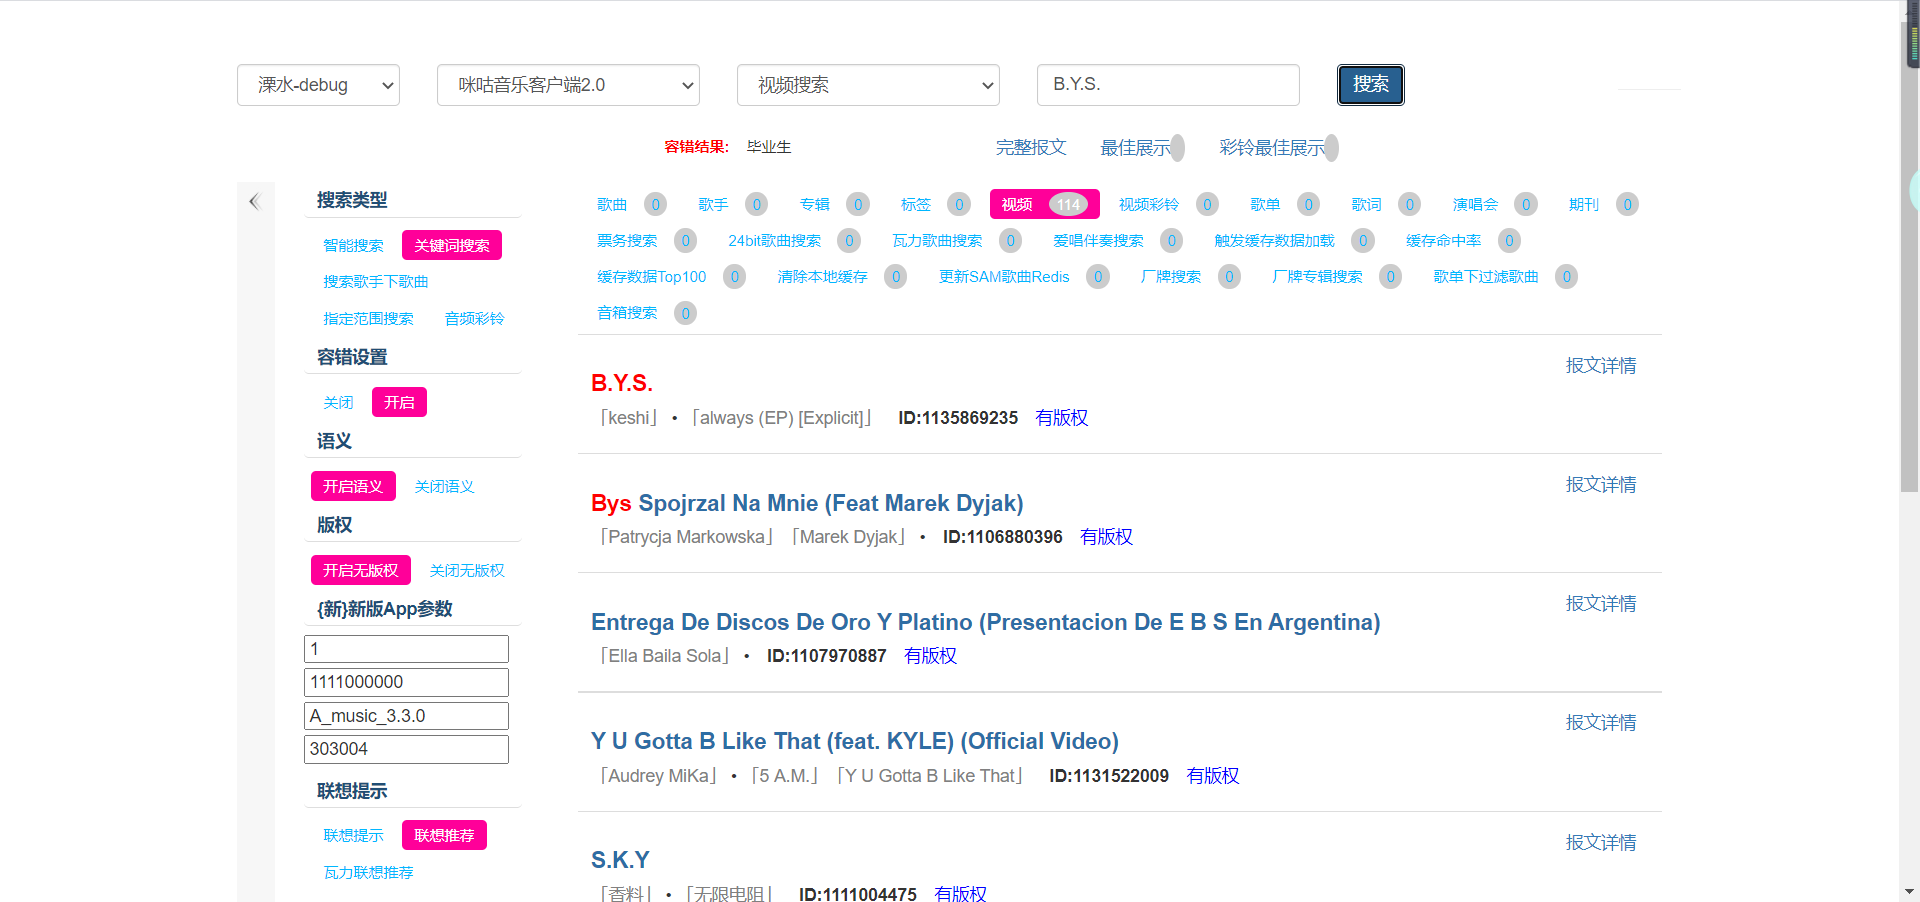 溧水-debug 咪咕音乐客户端2.0 视频搜索 B.Y.S. 搜索
容错结果: 毕业生 完整报文 最佳展示 彩铃最佳展示
搜索类型
智能搜索 关键词搜索
搜索歌手下歌曲
指定范围搜索 音频彩铃
容错设置
关闭 开启
语义
开启语义 关闭语义
版权
开启无版权 关闭无版权
{新}新版App参数
1
1111000000
A_music_3.3.0
303004
联想提示
联想提示 联想推荐
瓦力联想推荐
歌曲 0 歌手 0 专辑 0 标签 0 视频 114 视频彩铃 0 歌单 0 歌词 0 演唱会 0 期刊 0
票务搜索 0 24bit歌曲搜索 0 瓦力歌曲搜索 0 爱唱伴奏搜索 0 触发缓存数据加载 0 缓存命中率 0
缓存数据Top100 0 清除本地缓存 0 更新SAM歌曲Redis 0 厂牌搜索 0 厂牌专辑搜索 0 歌单下过滤歌曲 0
音箱搜索 0
报文详情
B.Y.S.
「keshi」 • 「always (EP) [Explicit]」 ID:1135869235 有版权
报文详情
Bys Spojrzal Na Mnie (Feat Marek Dyjak)
「Patrycja Markowska」 「Marek Dyjak」 • ID:1106880396 有版权
报文详情
Entrega De Discos De Oro Y Platino (Presentacion De E B S En Argentina)
「Ella Baila Sola」 • ID:1107970887 有版权
报文详情
Y U Gotta B Like That (feat. KYLE) (Official Video)
「Audrey MiKa」 • 「5 A.M.」 「Y U Gotta B Like That」 ID:1131522009 有版权
报文详情
S.K.Y
「香料」 • 「无限电阻」 ID:1111004475 有版权